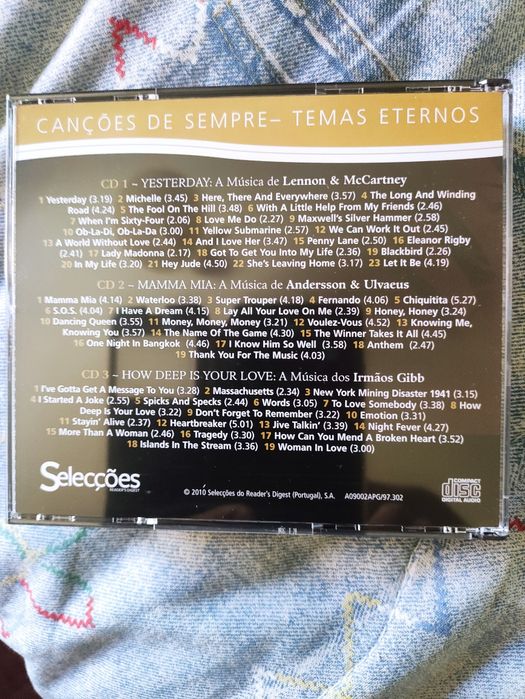 CANÇÕES DE SEMPRE– TEMAS ETERNOS
CD 1 ~ YESTERDAY: A Música de Lennon & McCartney
1 Yesterday (3.19) 2 Michelle (3.45) 3 Here, There And Everywhere (3.57) 4 The Long And Winding
Road (4.24) 5 The Fool On The Hill (3.48) 6 With A Little Help From My Friends (2.46)
7 When I'm Sixty-Four (2.06) 8 Love Me Do (2.27) 9 Maxwell's Silver Hammer (2.58)
10 Ob-La-Di, Ob-La-Da (3.00) 11 Yellow Submarine (2.57) 12 We Can Work It Out (2.45)
13 A World Without Love (2.44) 14 And I Love Her (3.47) 15 Penny Lane (2.50) 16 Eleanor Rigby
(2.41) 17 Lady Madonna (2.17) 18 Got To Get You Into My Life (2.36) 19 Blackbird (2.26)
20 In My Life (3.20) 21 Hey Jude (4.50) 22 She's Leaving Home (3.17) 23 Let It Be (4.19)
CD 2 ~ MAMMA MIA: A Música de Andersson & Ulvaeus
1 Mamma Mia (4.14) 2 Waterloo (3.38) 3 Super Trouper (4.18) 4 Fernando (4.06) 5 Chiquitita (5.27)
6 S.O.S. (4.04) 7 I Have A Dream (4.15) 8 Lay All Your Love On Me (2.39) 9 Honey, Honey (3.24)
10 Dancing Queen (3.55) 11 Money, Money, Money (3.21) 12 Voulez-Vous (4.52) 13 Knowing Me,
Knowing You (3.57) 14 The Name Of The Game (4.30) 15 The Winner Takes It All (4.45)
16 One Night In Bangkok (4.46) 17 I Know Him So Well (3.58) 18 Anthem (2.47)
19 Thank You For The Music (4.03)
CD 3 ~ HOW DEEP IS YOUR LOVE: A Música dos Irmãos Gibb
1 I've Gotta Get A Message To You (3.28) 2 Massachusetts (2.34) 3 New York Mining Disaster 1941 (3.15)
4 I Started A Joke (2.55) 5 Spicks And Specks (2.44) 6 Words (3.05) 7 To Love Somebody (3.38) 8 How
Deep Is Your Love (3.22) 9 Don't Forget To Remember (3.22) 10 Emotion (3.31)
11 Stayin' Alive (2.37) 12 Heartbreaker (5.01) 13 Jive Talkin' (3.39) 14 Night Fever (4.27)
15 More Than A Woman (2.46) 16 Tragedy (3.30) 17 How Can You Mend A Broken Heart (3.52)
18 Islands In The Stream (3.36) 19 Woman In Love (3.00)
Selecções
READER'S DIGEST
© 2010 Selecções do Reader's Digest (Portugal), S.A. A09002APG/97.302
COMPACT
disc
DIGITAL AUDIO